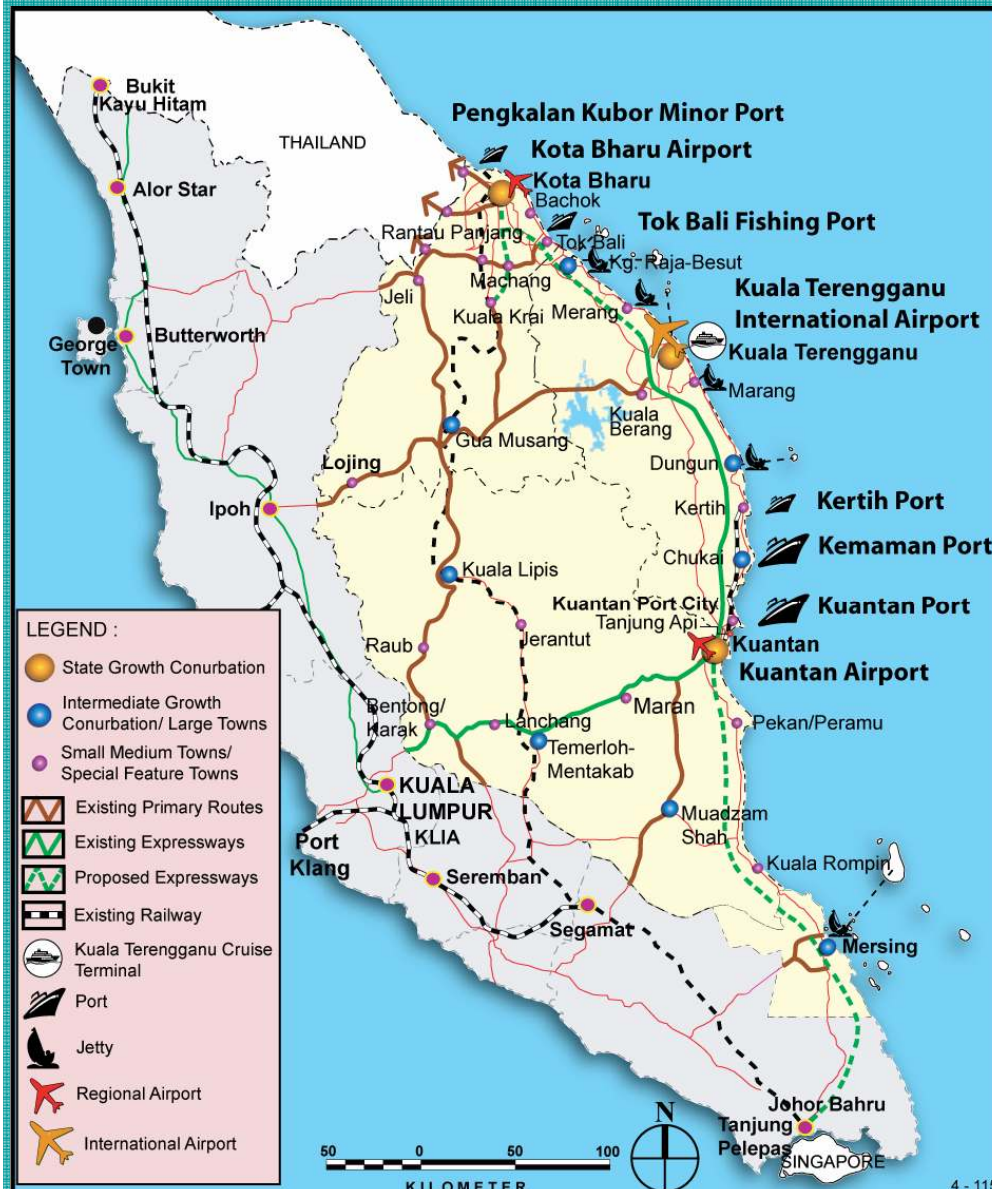 Bukit
Kayu Hitam
THAILAND
Pengkalan Kubor Minor Port
Kota Bharu Airport
Kota Bharu
Bachok
Alor Star
Tok Bali Fishing Port
Rantau Panjang
Tok Bali
Kg. Raja-Besut
Jeli
Machang
Kuala Krai
Merang
Kuala Terengganu
International Airport
Kuala Terengganu
Butterworth
George
Town
Marang
Kuala
Berang
Gua Musang
Dungun
Lojing
Ipoh
Kertih
Kertih Port
Chukai
Kemaman Port
Kuala Lipis
Kuantan Port City
Tanjung Api
Kuantan Port
Jerantut
Raub
Kuantan
Kuantan Airport
Bentong/
Karak
Lanchang
Maran
Pekan/Peramu
Temerloh-
Mentakab
KUALA
LUMPUR
KLIA
Port
Klang
Muadzam
Shah
Kuala Rompin
Seremban
Segamat
Mersing
Johor Bahru
Tanjung
Pelepas
SINGAPORE
LEGEND :
State Growth Conurbation
Intermediate Growth
Conurbation/ Large Towns
Small Medium Towns/
Special Feature Towns
Existing Primary Routes
Existing Expressways
Proposed Expressways
Existing Railway
Kuala Terengganu Cruise
Terminal
Port
Jetty
Regional Airport
International Airport
N
100 50 0 50 100
KILOMETER